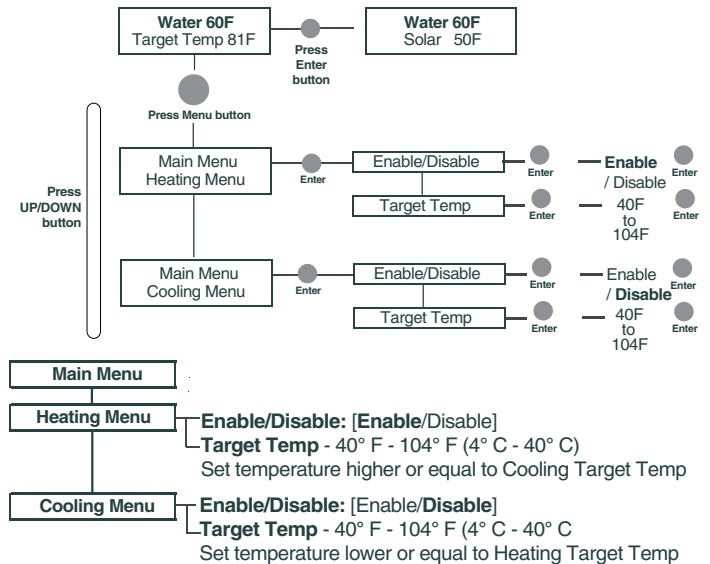 Water 60F
Target Temp 81F
Press
Enter
button
Water 60F
Solar 50F
Press Menu button
Press
UP/DOWN
button
Main Menu
Heating Menu
Enter
Enable/Disable
Enter
Enable
/ Disable
Enter
Target Temp
Enter
40F
to
104F
Enter
Main Menu
Cooling Menu
Enter
Enable/Disable
Enter
Enable
/ Disable
Enter
Target Temp
Enter
40F
to
104F
Enter
Main Menu
Heating Menu
Enable/Disable: [Enable/Disable]
Target Temp - 40° F - 104° F (4° C - 40° C)
Set temperature higher or equal to Cooling Target Temp
Cooling Menu
Enable/Disable: [Enable/Disable]
Target Temp - 40° F - 104° F (4° C - 40° C
Set temperature lower or equal to Heating Target Temp